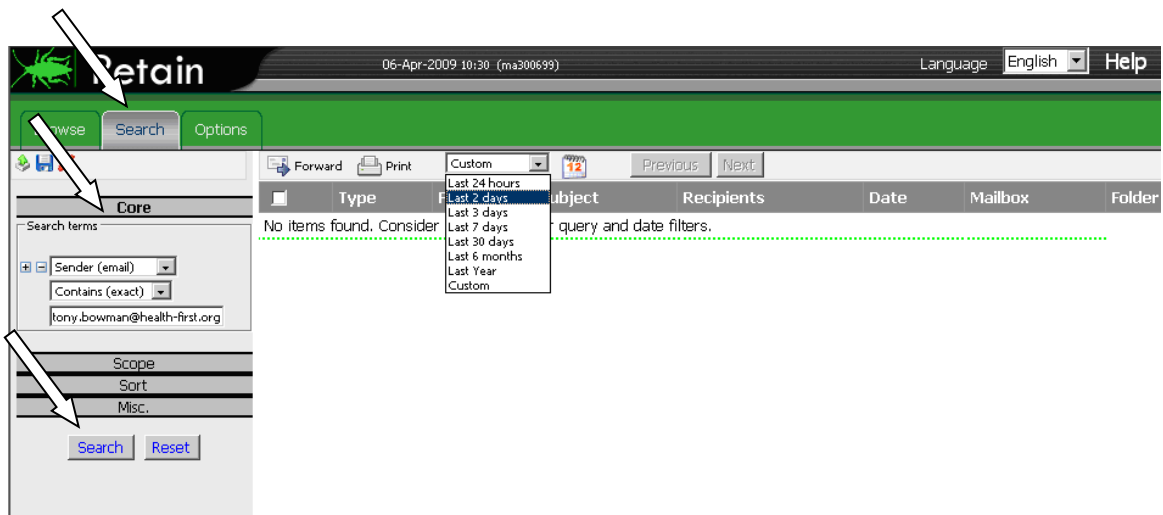 Retain
06-Apr-2009 10:30 (ma300699)
Language English Help
Search Options
Forward Print Custom 12 Previous Next
Type Recipients Date Mailbox Folder
No items found. Consider query and date filters.
Last 24 hours
Last 2 days
Last 3 days
Last 7 days
Last 30 days
Last 6 months
Last Year
Custom
Core
Search terms
Sender (email)
Contains (exact)
tony.bowman@health-first.org
Scope
Sort
Misc.
Search Reset